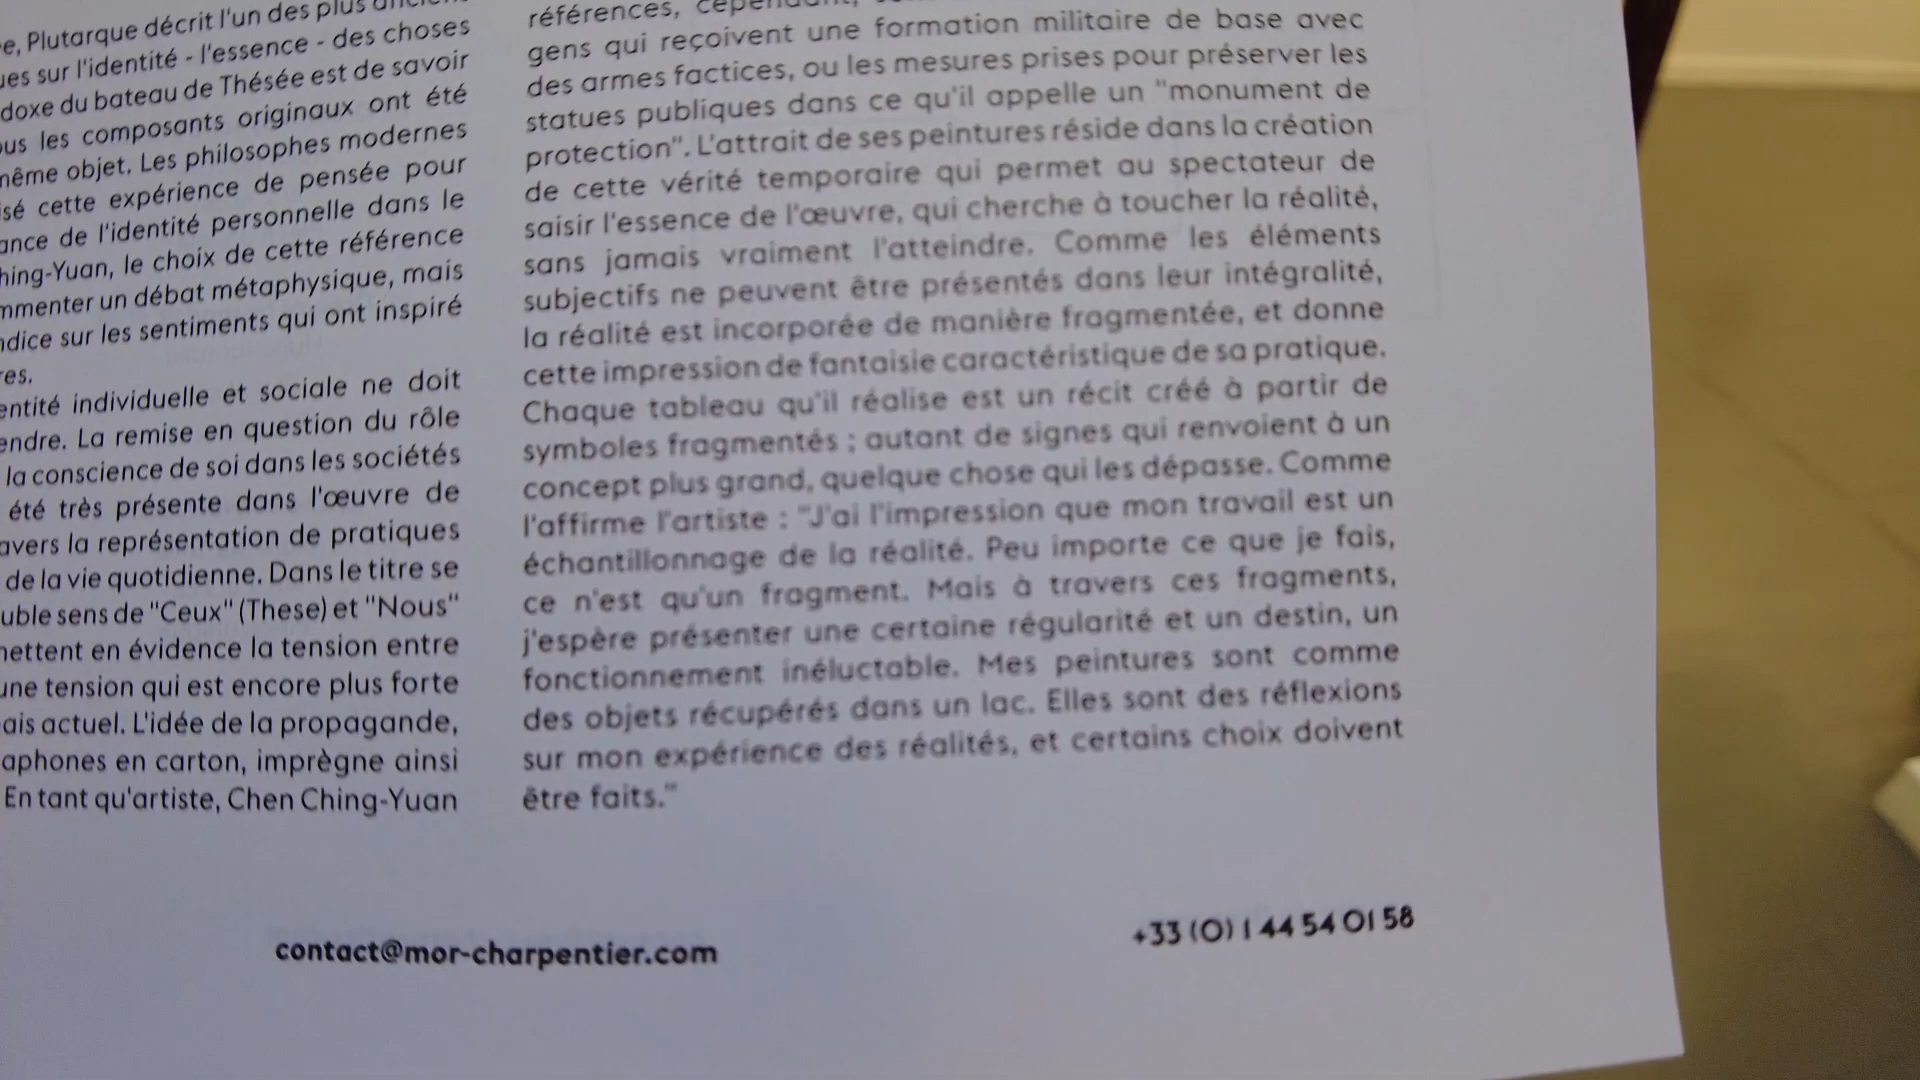 e, Plutarque décrit l'un des plus anciens
ues sur l'identité - l'essence - des choses
doxe du bateau de Thésée est de savoir
ous les composants originaux ont été
même objet. Les philosophes modernes
isé cette expérience de pensée pour
ance de l'identité personnelle dans le
hing-Yuan, le choix de cette référence
mmenter un débat métaphysique, mais
ndice sur les sentiments qui ont inspiré
res.
entité individuelle et sociale ne doit
endre. La remise en question du rôle
la conscience de soi dans les sociétés
été très présente dans l'œuvre de
avers la représentation de pratiques
de la vie quotidienne. Dans le titre se
uble sens de "Ceux" (These) et "Nous"
mettent en évidence la tension entre
une tension qui est encore plus forte
ais actuel. L'idée de la propagande,
aphones en carton, imprègne ainsi
En tant qu'artiste, Chen Ching-Yuan
références, cependant,
gens qui reçoivent une formation militaire de base avec
des armes factices, ou les mesures prises pour préserver les
statues publiques dans ce qu'il appelle un "monument de
protection". L'attrait de ses peintures réside dans la création
de cette vérité temporaire qui permet au spectateur de
saisir l'essence de l'œuvre, qui cherche à toucher la réalité,
sans jamais vraiment l'atteindre. Comme les éléments
subjectifs ne peuvent être présentés dans leur intégralité,
la réalité est incorporée de manière fragmentée, et donne
cette impression de fantaisie caractéristique de sa pratique.
Chaque tableau qu'il réalise est un récit créé à partir de
symboles fragmentés ; autant de signes qui renvoient à un
concept plus grand, quelque chose qui les dépasse. Comme
l'affirme l'artiste : "J'ai l'impression que mon travail est un
échantillonnage de la réalité. Peu importe ce que je fais,
ce n'est qu'un fragment. Mais à travers ces fragments,
j'espère présenter une certaine régularité et un destin, un
fonctionnement inéluctable. Mes peintures sont comme
des objets récupérés dans un lac. Elles sont des réflexions
sur mon expérience des réalités, et certains choix doivent
être faits."
contact@mor-charpentier.com
+33 (0) 1 44 54 01 58